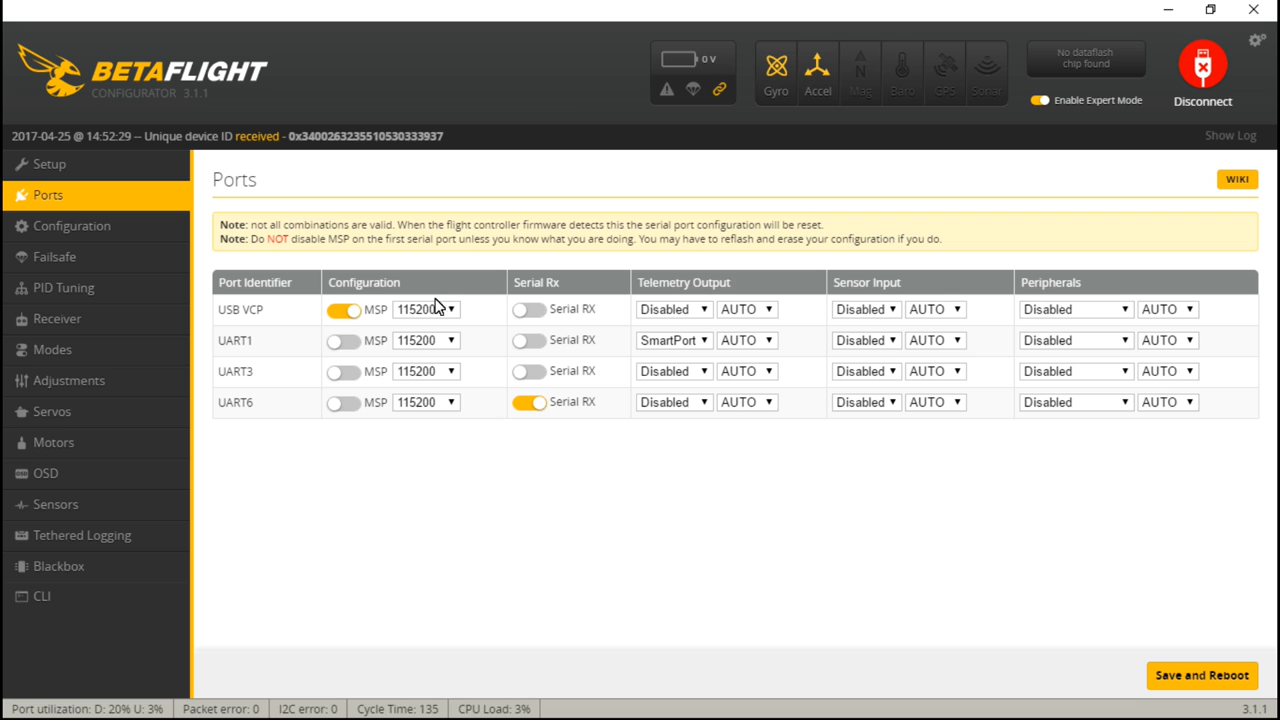 BETAFLIGHT
CONFIGURATOR 3.1.1
0 V
Gyro Accel Mag Baro GPS Sonar
No dataflash
chip found
Enable Expert Mode
Disconnect
2017-04-25 @ 14:52:29 -- Unique device ID received - 0x3400263235510530333937
Show Log
Setup
Ports
Configuration
Failsafe
PID Tuning
Receiver
Modes
Adjustments
Servos
Motors
OSD
Sensors
Tethered Logging
Blackbox
CLI
Ports
WIKI
Note: not all combinations are valid. When the flight controller firmware detects this the serial port configuration will be reset.
Note: Do NOT disable MSP on the first serial port unless you know what you are doing. You may have to reflash and erase your configuration if you do.
Port Identifier Configuration Serial Rx Telemetry Output Sensor Input Peripherals
USB VCP MSP 115200 Serial RX Disabled AUTO Disabled AUTO Disabled AUTO
UART1 MSP 115200 Serial RX SmartPort AUTO Disabled AUTO Disabled AUTO
UART3 MSP 115200 Serial RX Disabled AUTO Disabled AUTO Disabled AUTO
UART6 MSP 115200 Serial RX Disabled AUTO Disabled AUTO Disabled AUTO
Save and Reboot
Port utilization: D: 20% U: 3% Packet error: 0 I2C error: 0 Cycle Time: 135 CPU Load: 3% 3.1.1